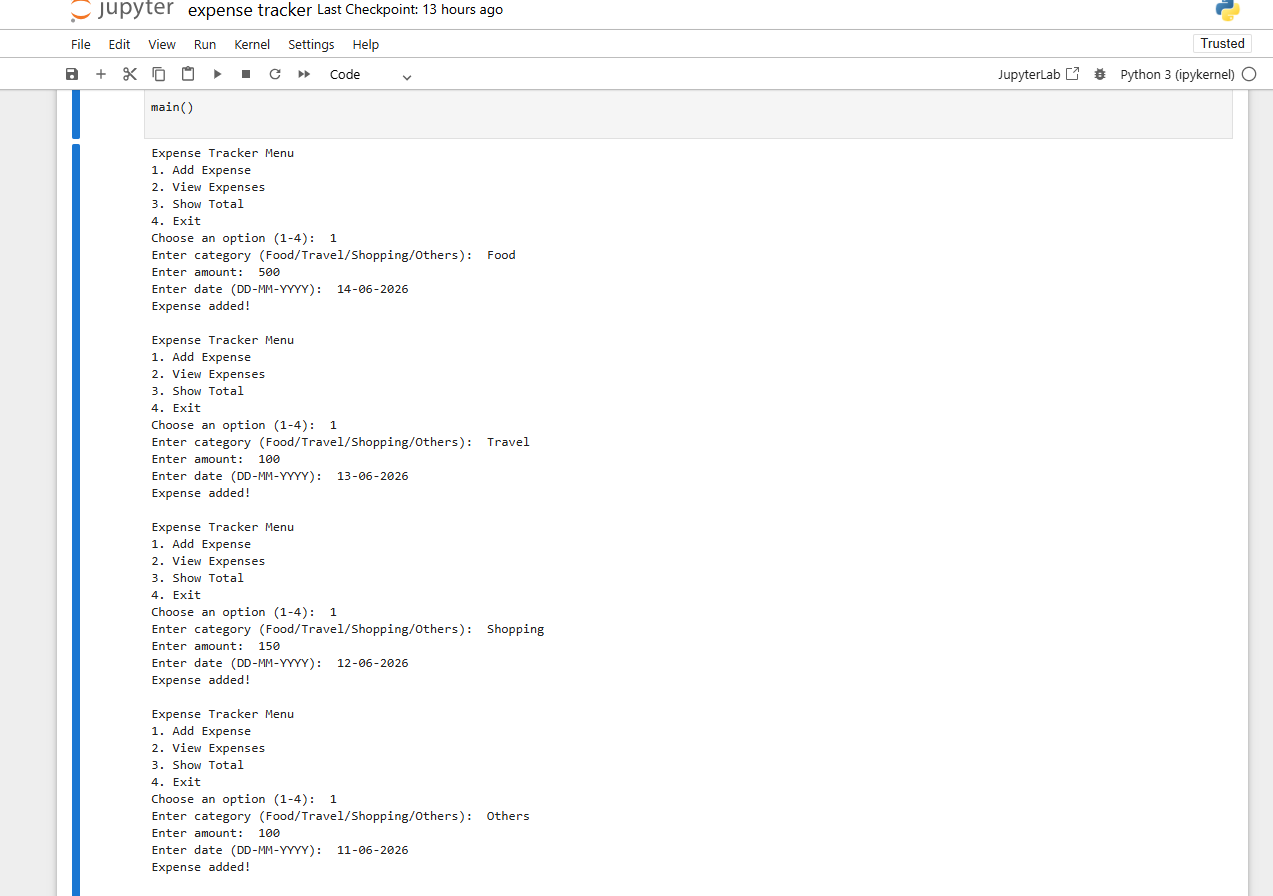 jupyter expense tracker Last Checkpoint: 13 hours ago
File Edit View Run Kernel Settings Help Trusted
Code JupyterLab Python 3 (ipykernel)
main()
Expense Tracker Menu
1. Add Expense
2. View Expenses
3. Show Total
4. Exit
Choose an option (1-4):  1
Enter category (Food/Travel/Shopping/Others):  Food
Enter amount:  500
Enter date (DD-MM-YYYY):  14-06-2026
Expense added!
Expense Tracker Menu
1. Add Expense
2. View Expenses
3. Show Total
4. Exit
Choose an option (1-4):  1
Enter category (Food/Travel/Shopping/Others):  Travel
Enter amount:  100
Enter date (DD-MM-YYYY):  13-06-2026
Expense added!
Expense Tracker Menu
1. Add Expense
2. View Expenses
3. Show Total
4. Exit
Choose an option (1-4):  1
Enter category (Food/Travel/Shopping/Others):  Shopping
Enter amount:  150
Enter date (DD-MM-YYYY):  12-06-2026
Expense added!
Expense Tracker Menu
1. Add Expense
2. View Expenses
3. Show Total
4. Exit
Choose an option (1-4):  1
Enter category (Food/Travel/Shopping/Others):  Others
Enter amount:  100
Enter date (DD-MM-YYYY):  11-06-2026
Expense added!